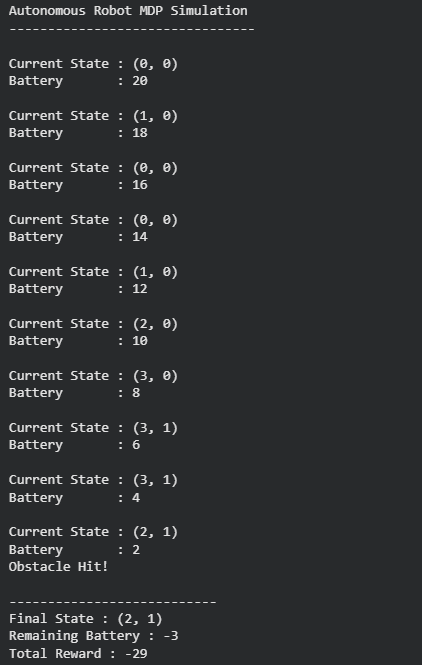 Autonomous Robot MDP Simulation
--------------------------------
Current State : (0, 0)
Battery       : 20
Current State : (1, 0)
Battery       : 18
Current State : (0, 0)
Battery       : 16
Current State : (0, 0)
Battery       : 14
Current State : (1, 0)
Battery       : 12
Current State : (2, 0)
Battery       : 10
Current State : (3, 0)
Battery       : 8
Current State : (3, 1)
Battery       : 6
Current State : (3, 1)
Battery       : 4
Current State : (2, 1)
Battery       : 2
Obstacle Hit!
---------------------------
Final State : (2, 1)
Remaining Battery : -3
Total Reward : -29